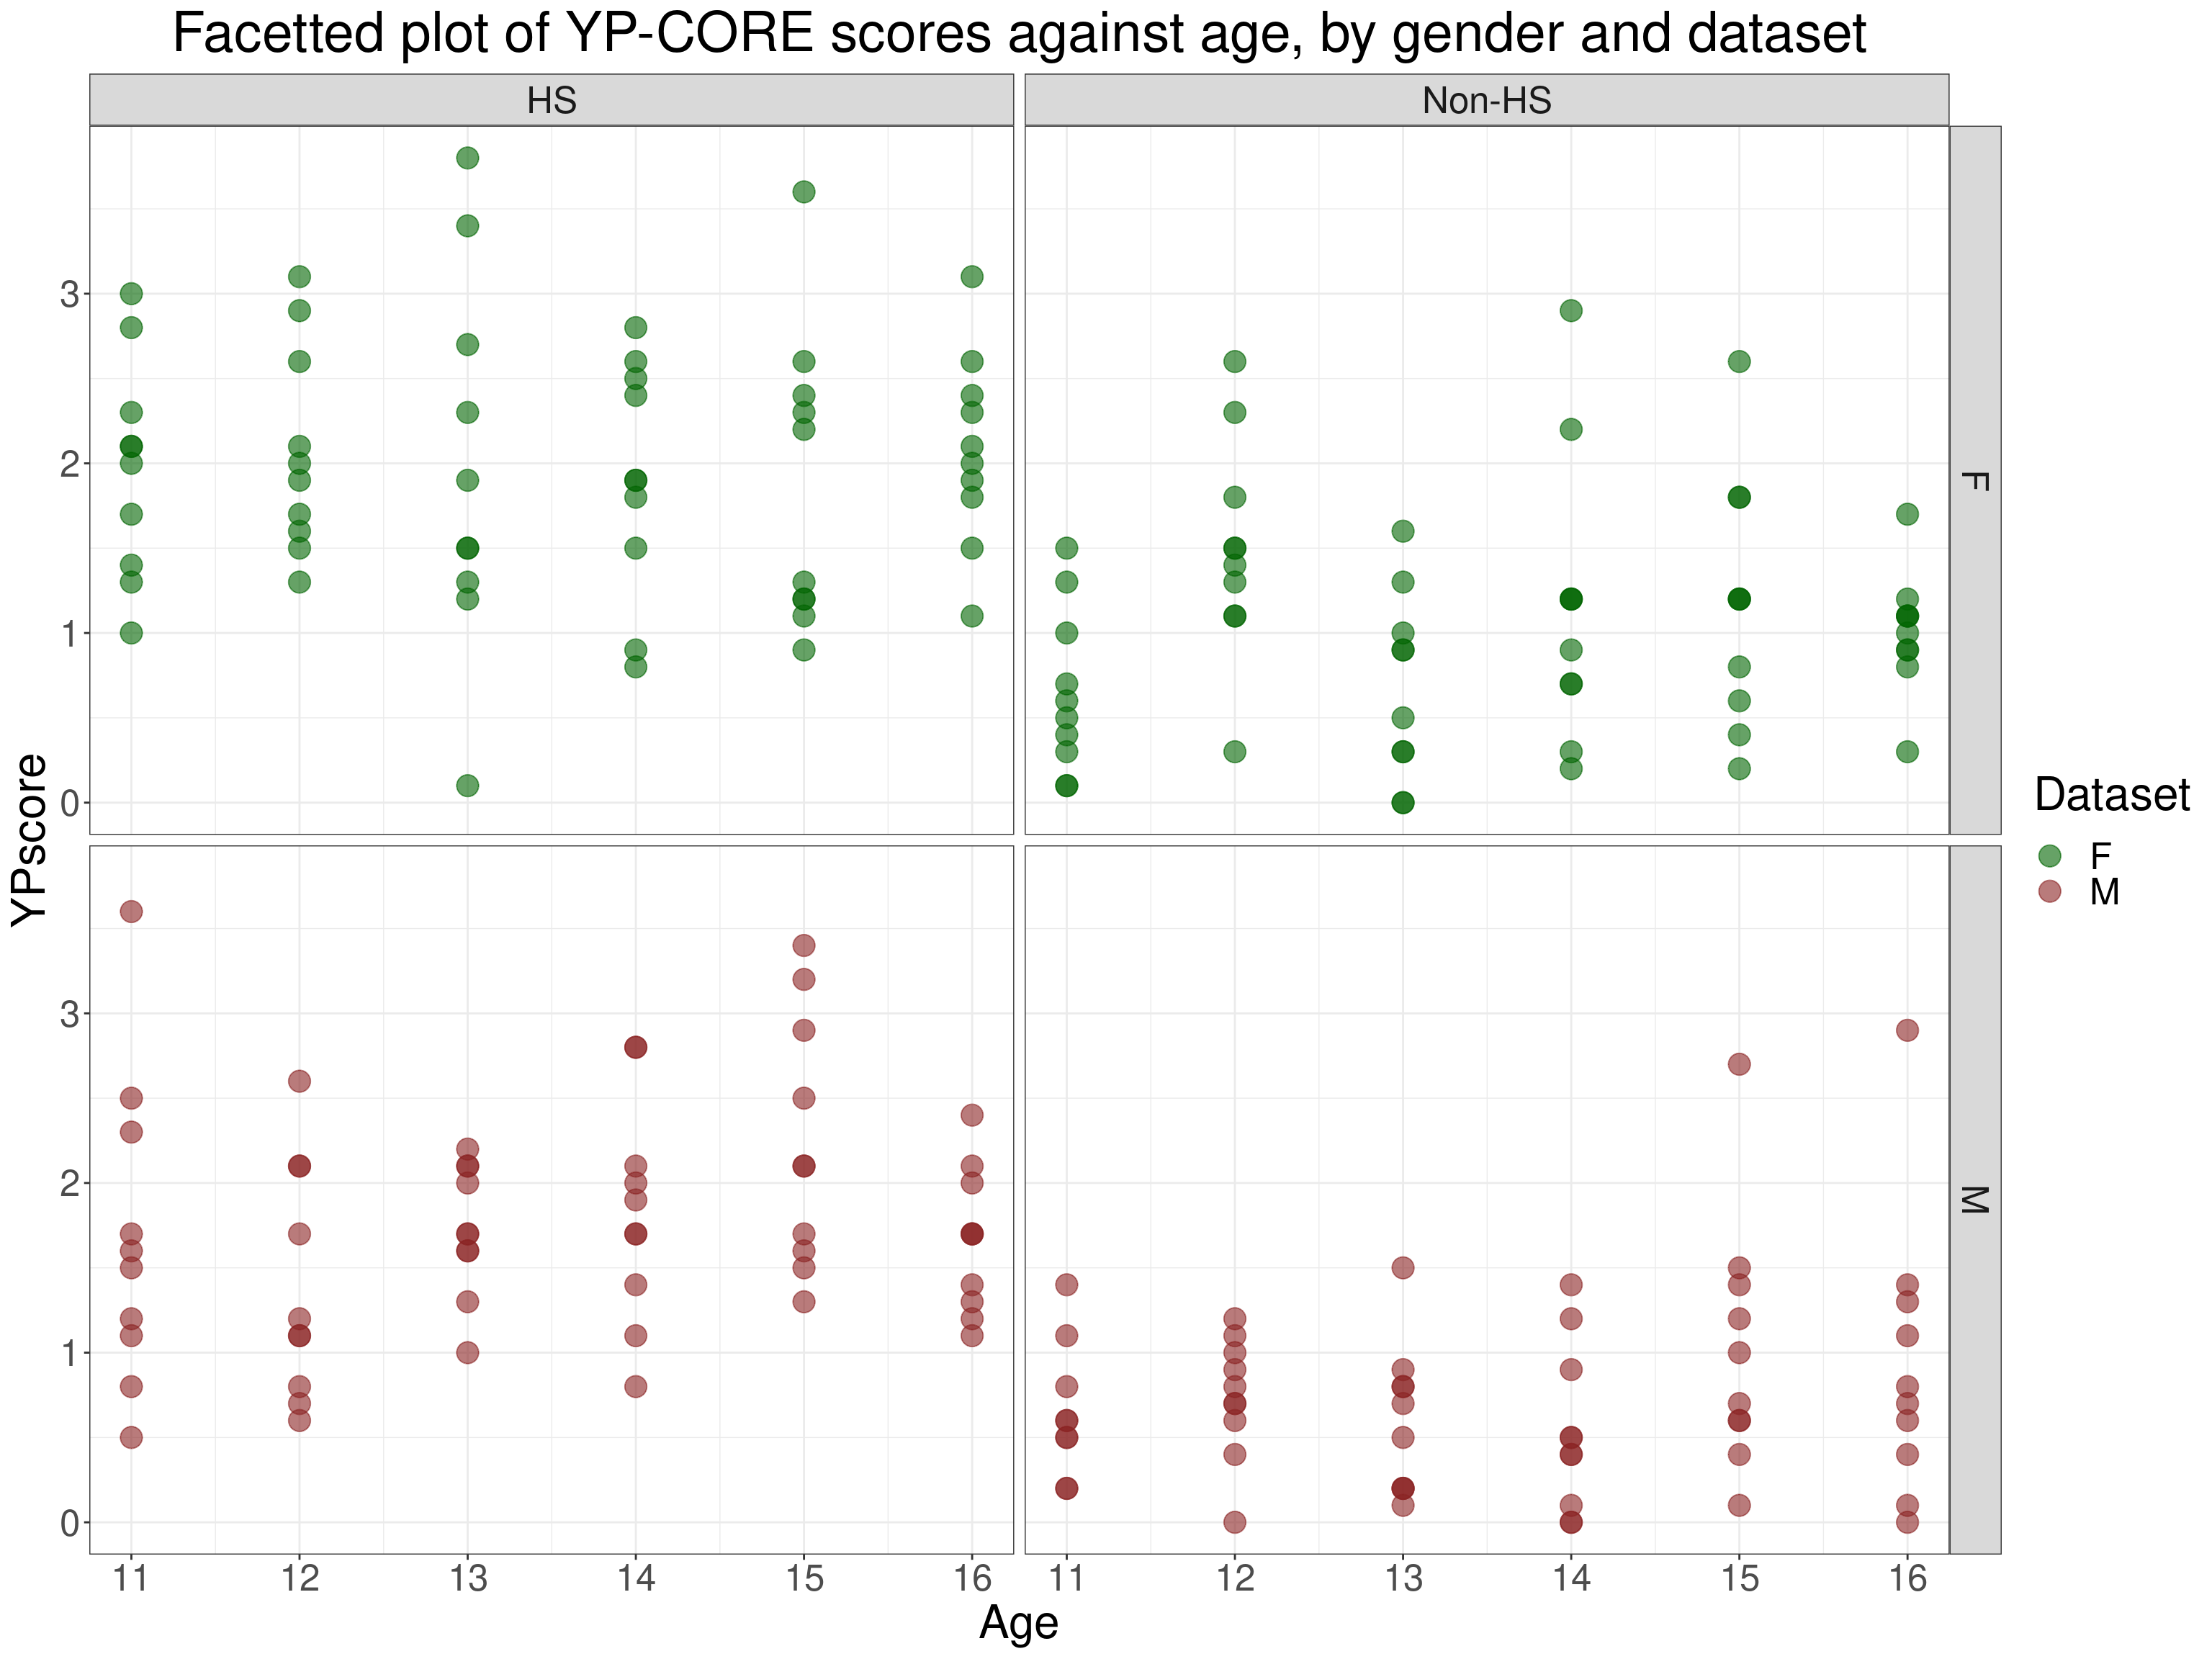 Facetted plot of YP-CORE scores against age, by gender and dataset
HS
Non-HS
3
2
1
0
F
YPscore
Dataset
F
M
3
2
1
0
M
11 12 13 14 15 16
11 12 13 14 15 16
Age